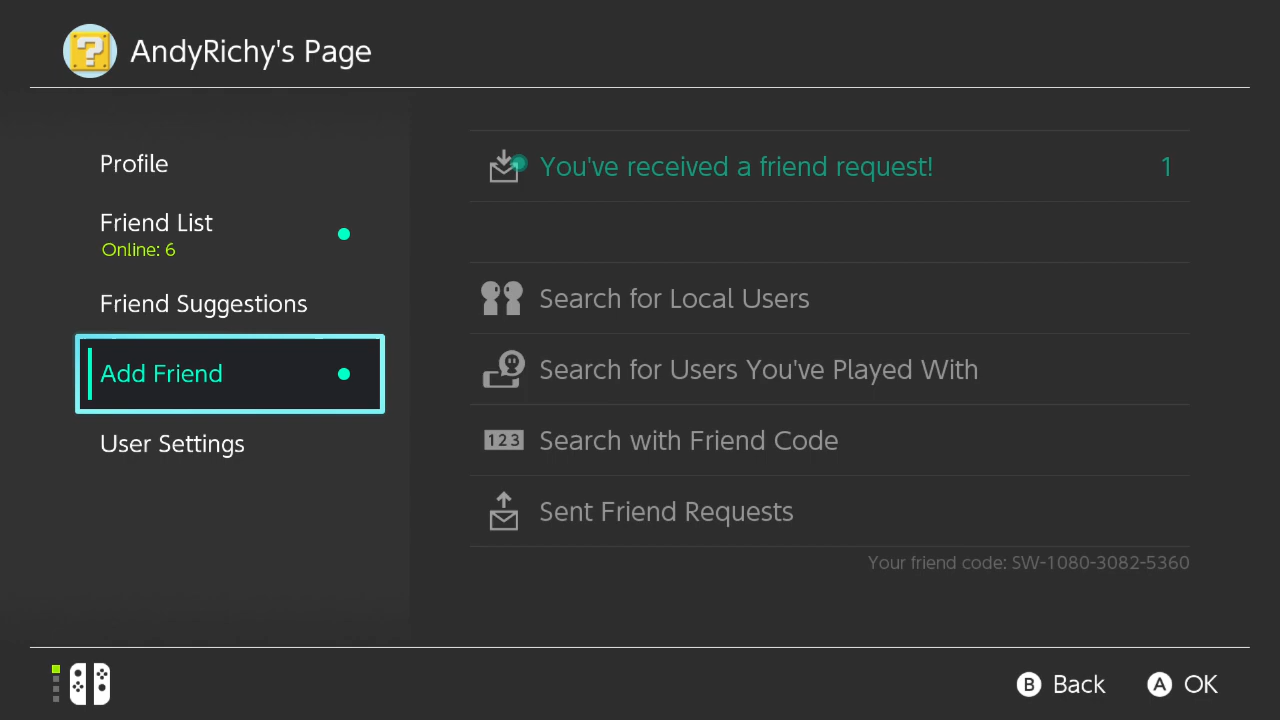 AndyRichy's Page
Profile
Friend List
Online: 6
Friend Suggestions
Add Friend
User Settings
You've received a friend request! 1
Search for Local Users
Search for Users You've Played With
123 Search with Friend Code
Sent Friend Requests
Your friend code: SW-1080-3082-5360
B Back A OK